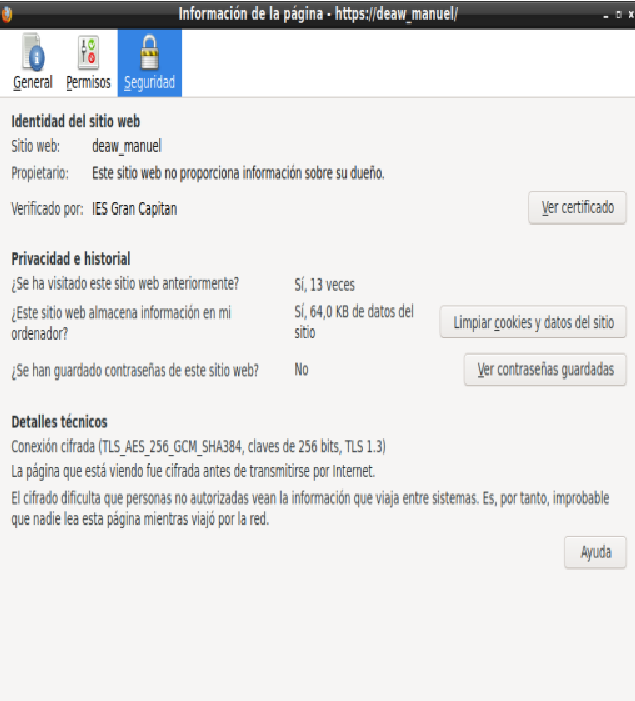 Información de la página - https://deaw_manuel/
General Permisos Seguridad
Identidad del sitio web
Sitio web: deaw_manuel
Propietario: Este sitio web no proporciona información sobre su dueño.
Verificado por: IES Gran Capitan Ver certificado
Privacidad e historial
¿Se ha visitado este sitio web anteriormente? Sí, 13 veces
¿Este sitio web almacena información en mi Sí, 64,0 KB de datos del Limpiar cookies y datos del sitio
ordenador? sitio
¿Se han guardado contraseñas de este sitio web? No Ver contraseñas guardadas
Detalles técnicos
Conexión cifrada (TLS_AES_256_GCM_SHA384, claves de 256 bits, TLS 1.3)
La página que está viendo fue cifrada antes de transmitirse por Internet.
El cifrado dificulta que personas no autorizadas vean la información que viaja entre sistemas. Es, por tanto, improbable
que nadie lea esta página mientras viajó por la red.
Ayuda